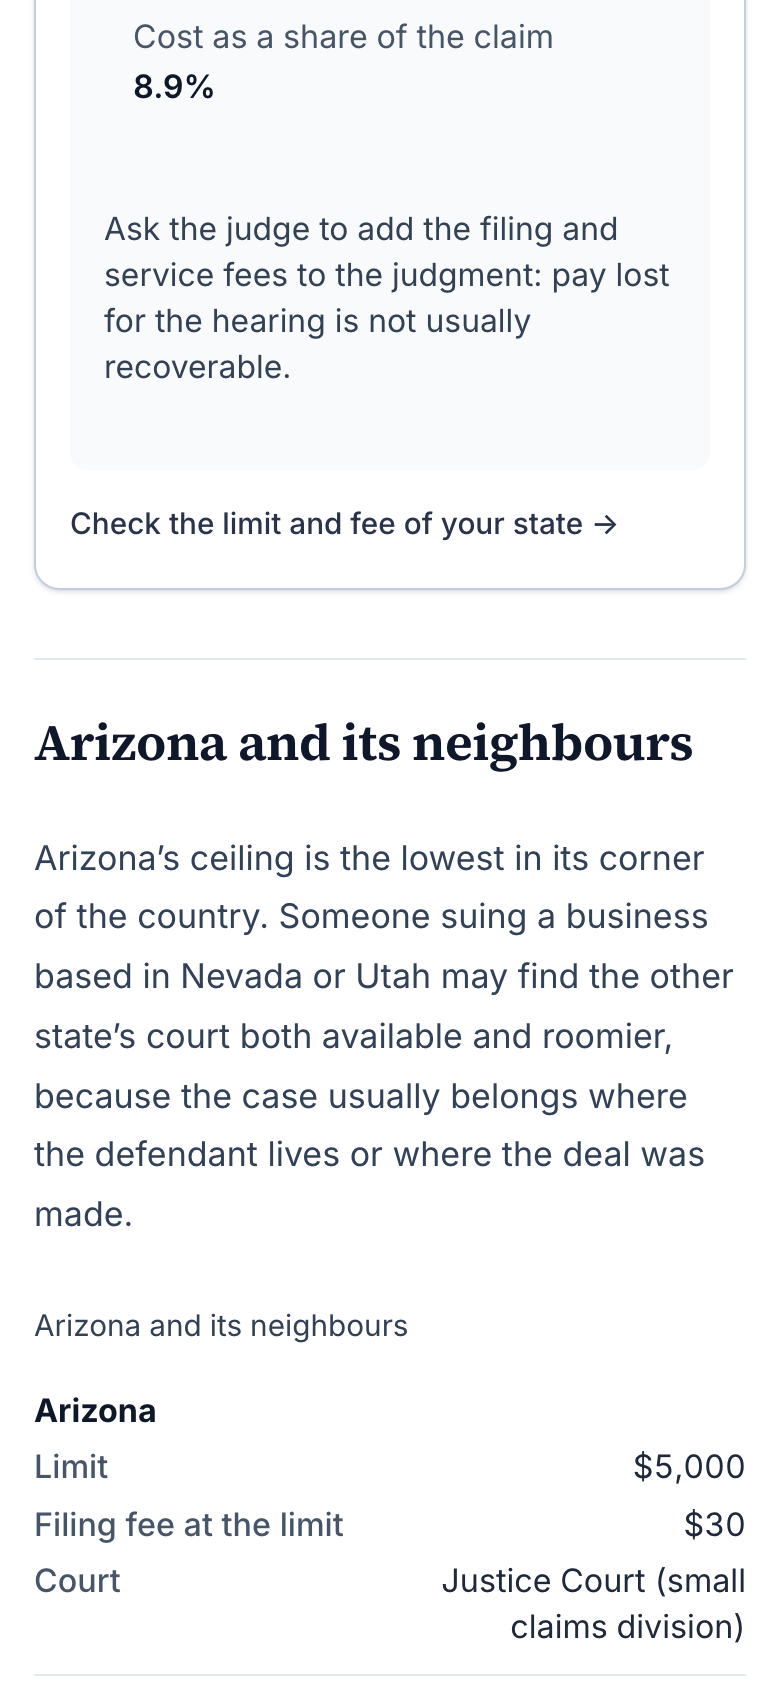 Cost as a share of the claim
8.9%
Ask the judge to add the filing and
service fees to the judgment: pay lost
for the hearing is not usually
recoverable.
Check the limit and fee of your state →
Arizona and its neighbours
Arizona’s ceiling is the lowest in its corner
of the country. Someone suing a business
based in Nevada or Utah may find the other
state’s court both available and roomier,
because the case usually belongs where
the defendant lives or where the deal was
made.
Arizona and its neighbours
Arizona
Limit $5,000
Filing fee at the limit $30
Court Justice Court (small
claims division)